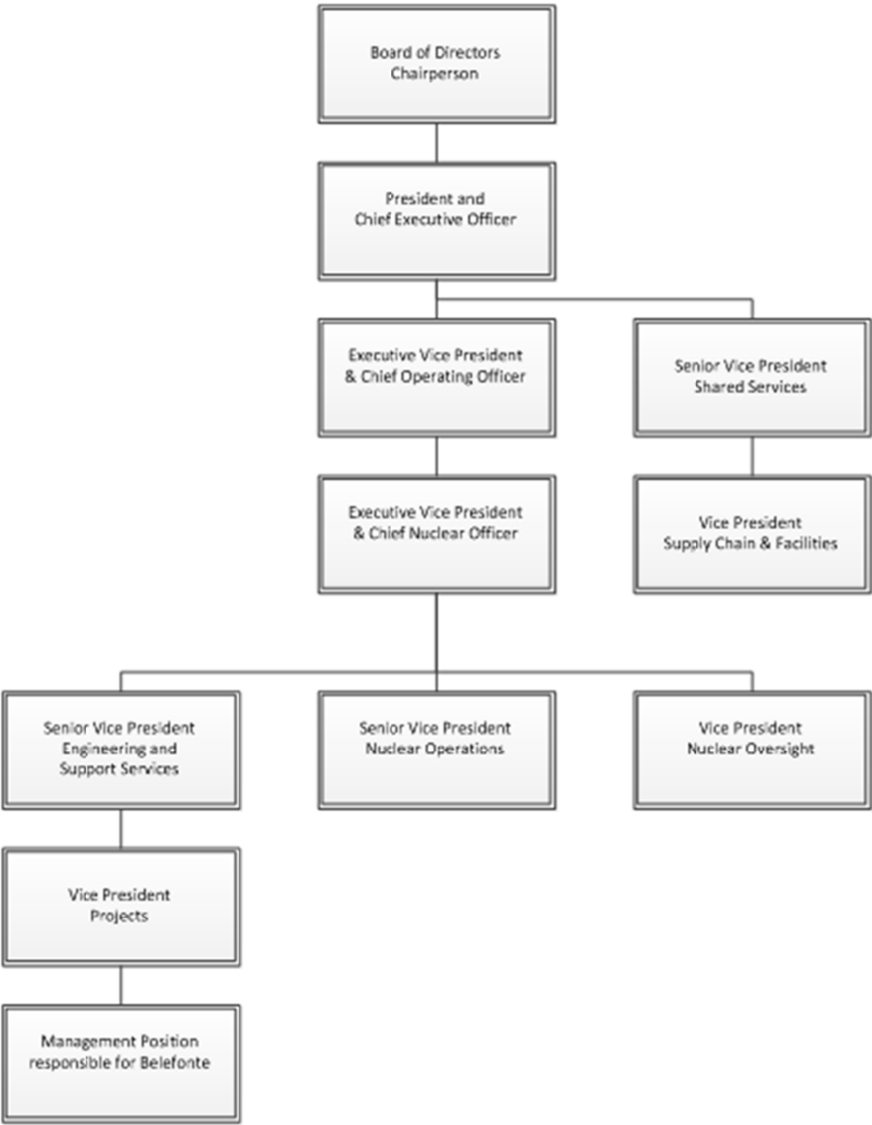 Board of Directors
Chairperson
President and
Chief Executive Officer
Executive Vice President
& Chief Operating Officer
Senior Vice President
Shared Services
Executive Vice President
& Chief Nuclear Officer
Vice President
Supply Chain & Facilities
Senior Vice President
Engineering and
Support Services
Senior Vice President
Nuclear Operations
Vice President
Nuclear Oversight
Vice President
Projects
Management Position
responsible for Belefonte